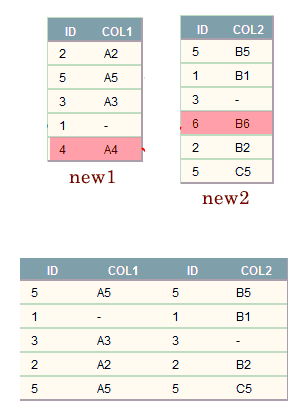 ID COL1
2 A2
5 A5
3 A3
1 -
4 A4
new1
ID COL2
5 B5
1 B1
3 -
6 B6
2 B2
5 C5
new2
ID COL1 ID COL2
5 A5 5 B5
1 - 1 B1
3 A3 3 -
2 A2 2 B2
5 A5 5 C5